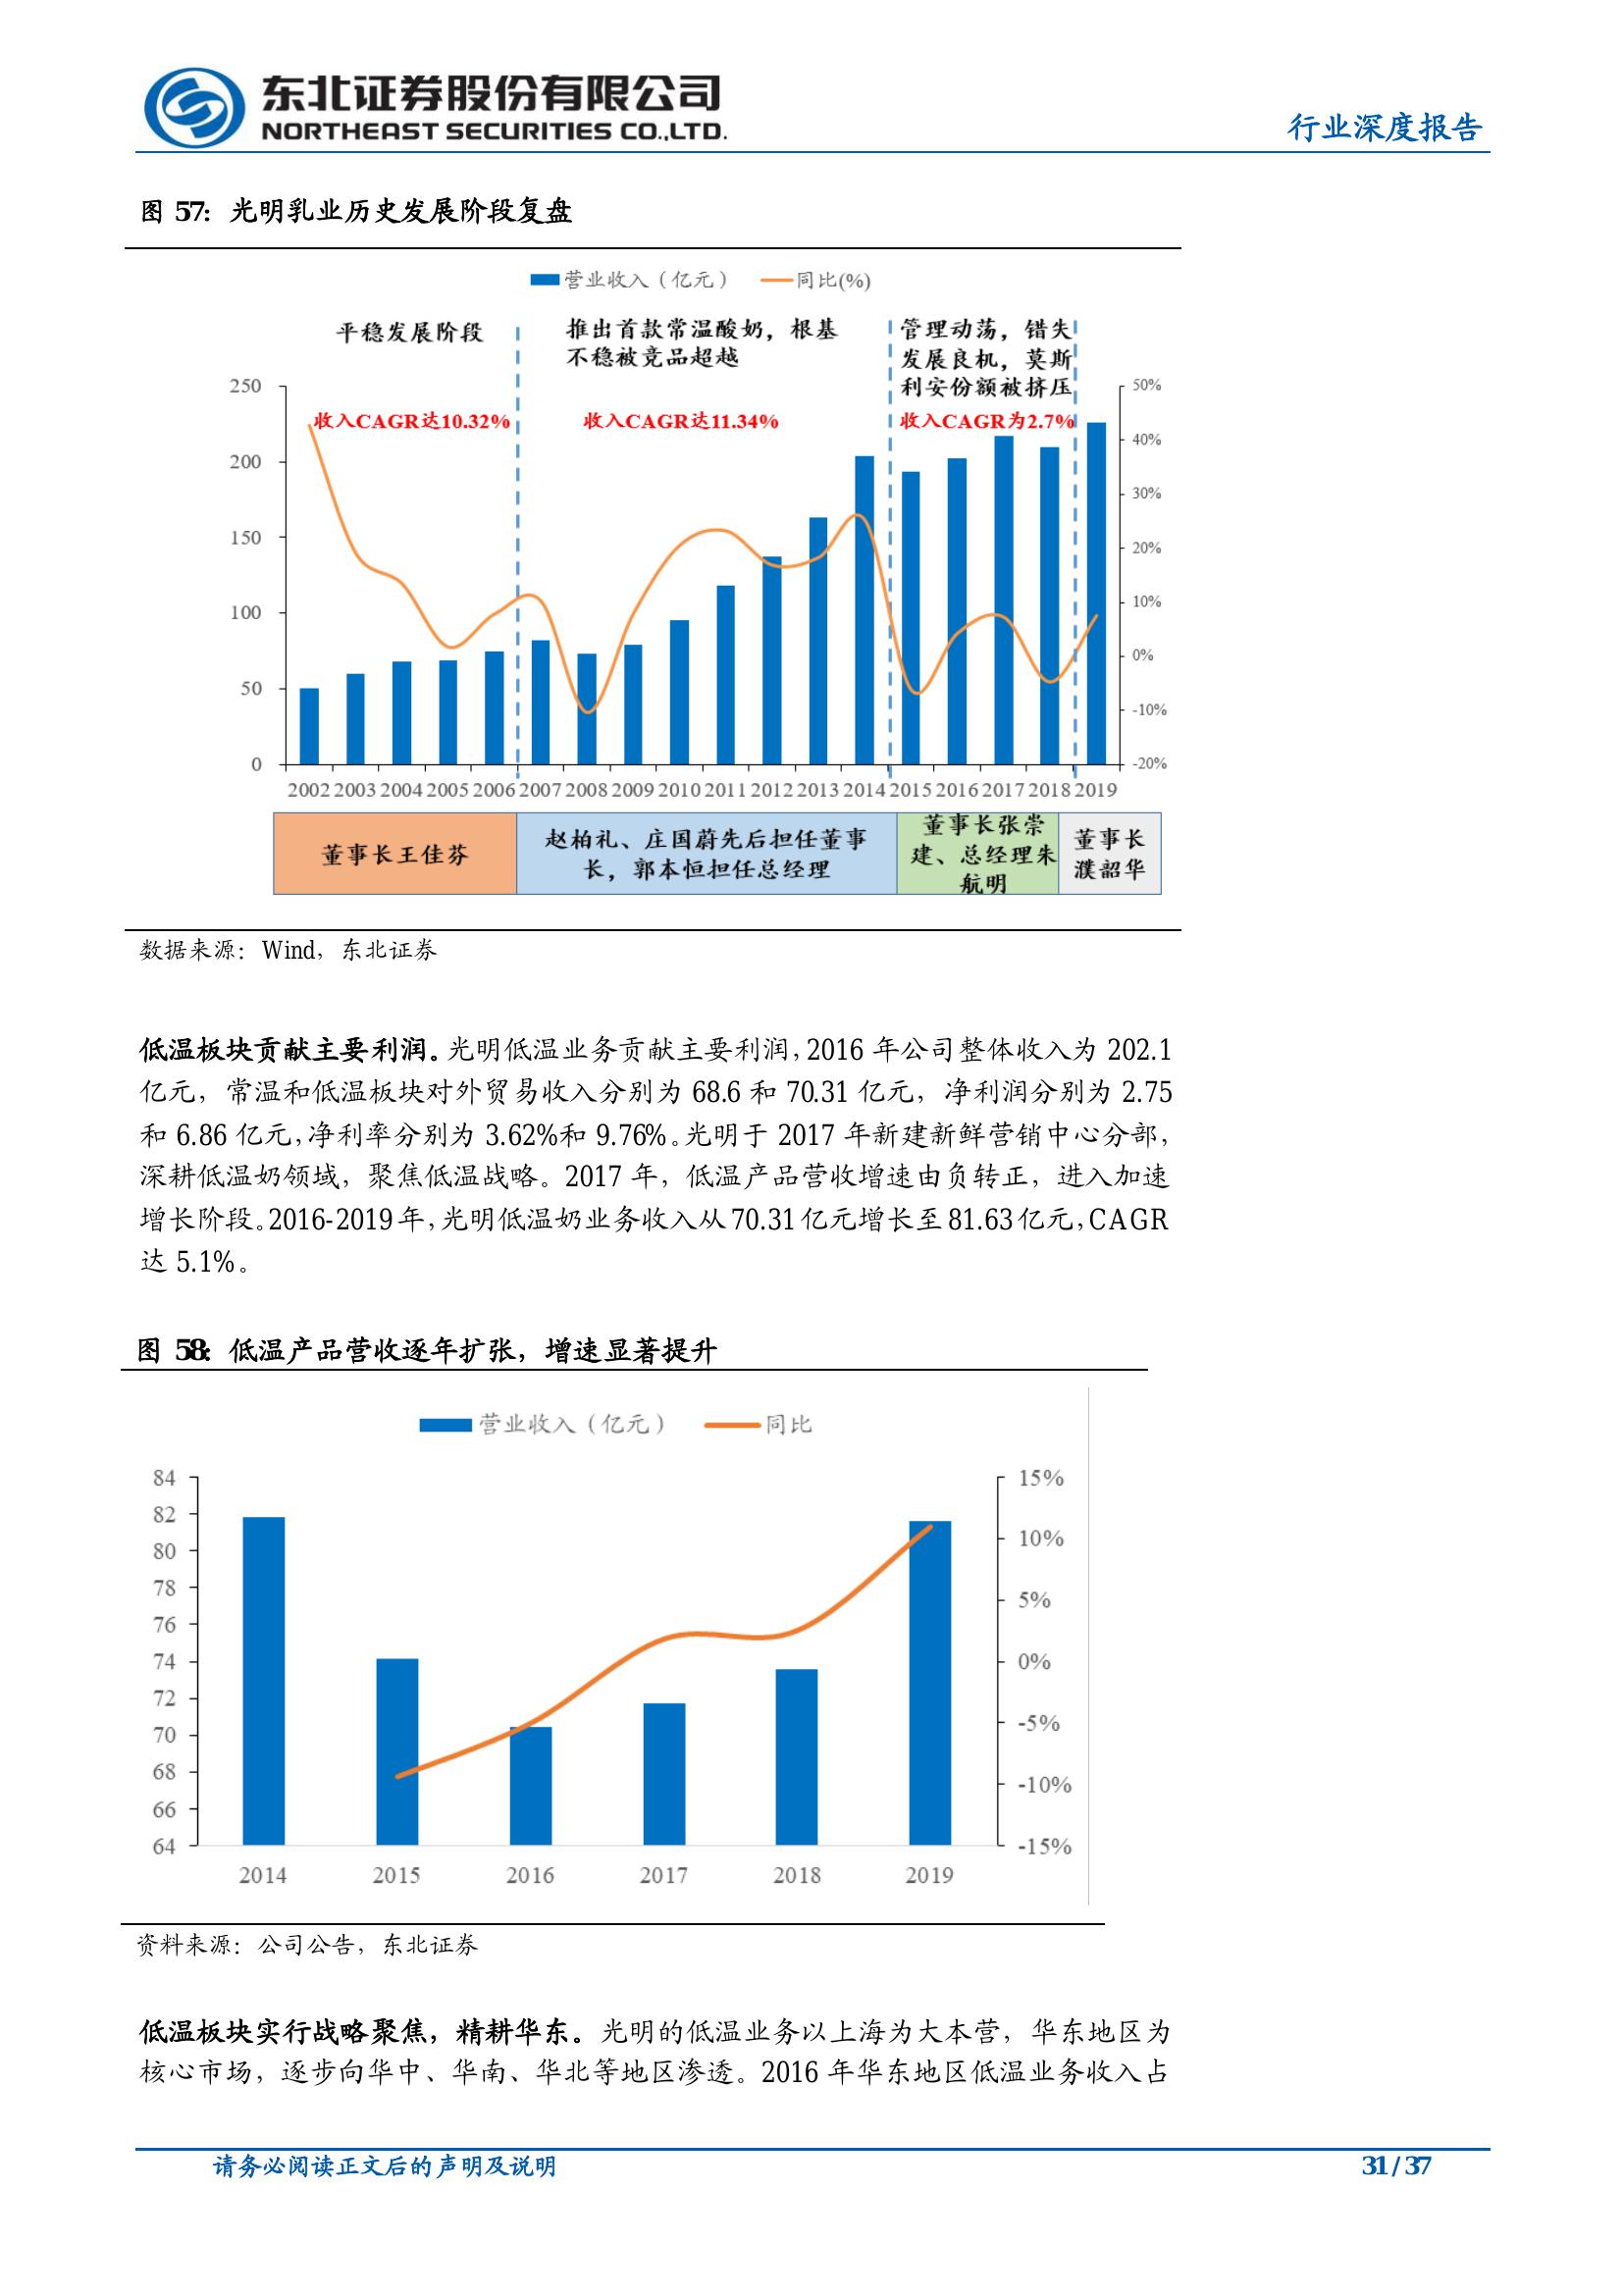 东北证券股份有限公司
NORTHEAST SECURITIES CO.,LTD.
行业深度报告
图 57：光明乳业历史发展阶段复盘
营业收入（亿元） 同比(%)
平稳发展阶段
推出首款常温酸奶，根基
不稳被竞品超越
管理动荡，错失
发展良机，莫斯
利安份额被挤压
收入CAGR达10.32%
收入CAGR达11.34%
收入CAGR为2.7%
250
200
150
100
50
0
50%
40%
30%
20%
10%
0%
-10%
-20%
2002 2003 2004 2005 2006 2007 2008 2009 2010 2011 2012 2013 2014 2015 2016 2017 2018 2019
董事长王佳芬
赵柏礼、庄国蔚先后担任董事
长，郭本恒担任总经理
董事长张崇
建、总经理朱
航明
董事长
濮韶华
数据来源：Wind，东北证券
低温板块贡献主要利润。光明低温业务贡献主要利润，2016 年公司整体收入为 202.1
亿元，常温和低温板块对外贸易收入分别为 68.6 和 70.31 亿元，净利润分别为 2.75
和 6.86 亿元，净利率分别为 3.62%和 9.76%。光明于 2017 年新建新鲜营销中心分部，
深耕低温奶领域，聚焦低温战略。2017 年，低温产品营收增速由负转正，进入加速
增长阶段。2016-2019 年，光明低温奶业务收入从 70.31 亿元增长至 81.63 亿元，CAGR
达 5.1%。
图 58：低温产品营收逐年扩张，增速显著提升
营业收入（亿元） 同比
84
82
80
78
76
74
72
70
68
66
64
15%
10%
5%
0%
-5%
-10%
-15%
2014 2015 2016 2017 2018 2019
资料来源：公司公告，东北证券
低温板块实行战略聚焦，精耕华东。光明的低温业务以上海为大本营，华东地区为
核心市场，逐步向华中、华南、华北等地区渗透。2016 年华东地区低温业务收入占
请务必阅读正文后的声明及说明
31 / 37